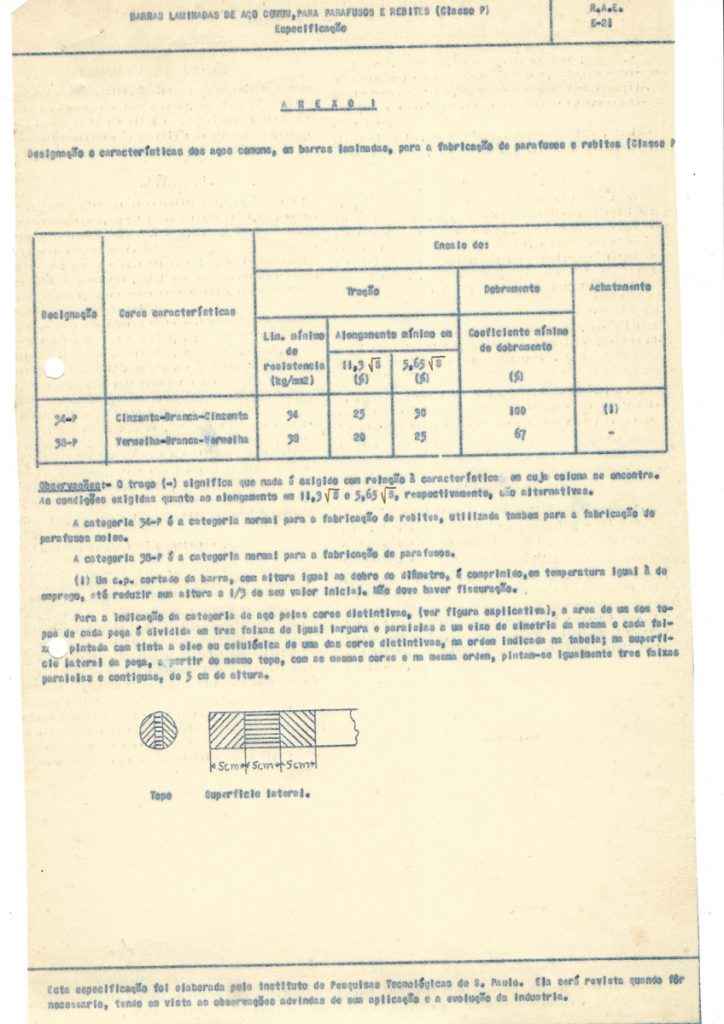 BARRAS LAMINADAS DE AÇO COMUM, PARA PARAFUSOS E REBITES (Classe P)
Especificação
R.A.E.
E-28
A N E X O I
Designação e características dos aços comuns, em barras laminadas, para a fabricação de parafusos e rebites (Classe P
Ensaio de:
Tração
Dobramento
Achatamento
Designação
Cores características
Lim. mínimo de resistencia (kg/mm2)
Alongamento mínimo em
11,3 √S (%)
5,65 √S (%)
Coeficiente mínimo de dobramento (%)
34-P Cinzenta-Branca-Cinzenta 34 25 30 100 (1)
38-P Vermelha-Branca-Vermelha 38 20 25 67 -
Observações:- O traço (-) significa que nada é exigido com relação à característica em cuja coluna se encontra.
As condições exigidas quanto ao alongamento em 11,3 √S e 5,65 √S, respectivamente, são alternativas.
A categoria 34-P é a categoria normal para a fabricação de rebites, utilizada tambem para a fabricação de
parafusos moles.
A categoria 38-P é a categoria normal para a fabricação de parafusos.
(1) Um c.p. cortado da barra, com altura igual ao dobro do diâmetro, é comprimido, em temperatura igual à de
emprego, até reduzir sua altura a 1/3 do seu valor inicial. Não deve haver fissuração.
Para a indicação da categoria de aço pelas cores distintivas, (ver figura explicativa), a area de um dos to-
pos de cada peça é dividida em tres faixas de igual largura e paralelas a um eixo de simetria da mesma e cada fai-
pintada com tinta a oleo ou celulósica de uma das cores distintivas, na ordem indicada na tabela; na superfí-
cie lateral da peça, a partir do mesmo topo, com as mesmas cores e na mesma ordem, pintam-se igualmente tres faixas
paralelas e contiguas, de 5 cm de altura.
5cm 5cm 5cm
Topo Superfície lateral.
Esta especificação foi elaborada pelo Instituto de Pesquisas Tecnológicas de S. Paulo. Ela será revista quando fôr
necessario, tendo em vista as observações advindas de sua aplicação e a evolução da industria.